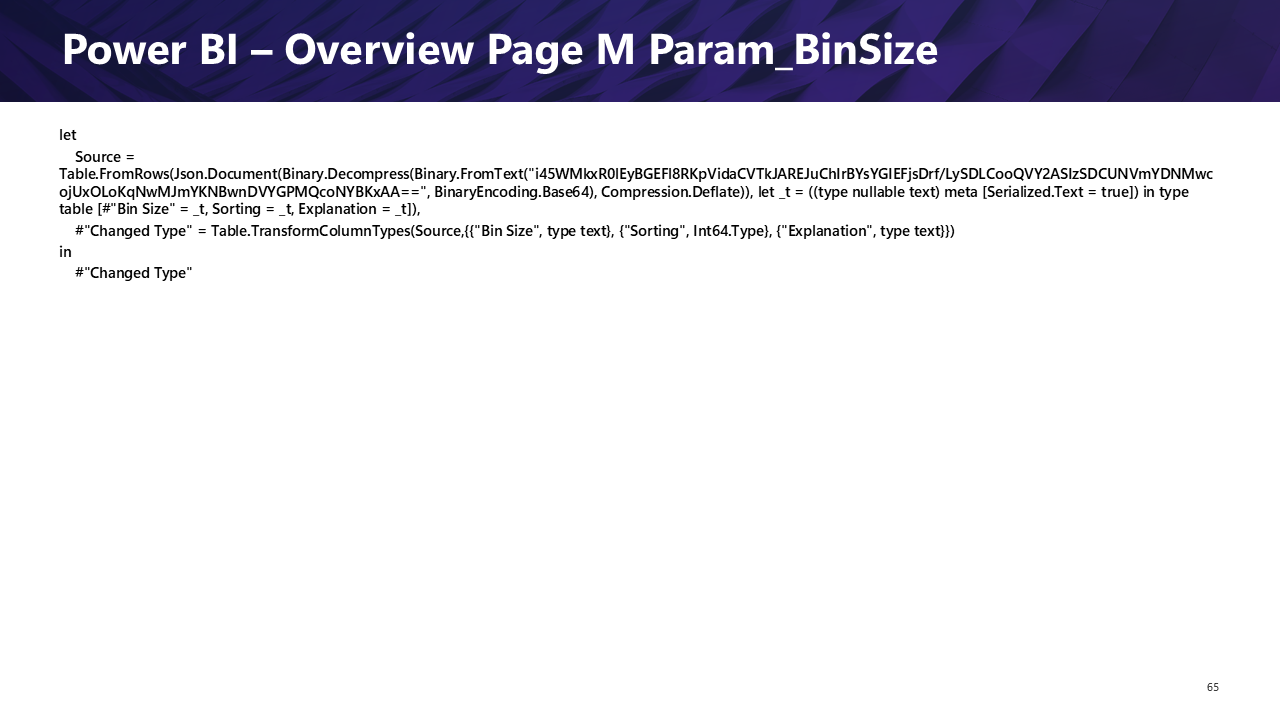 Power BI – Overview Page M Param_BinSize
let
    Source =
Table.FromRows(Json.Document(Binary.Decompress(Binary.FromText("i45WMkxR0lEyBGEFI8RKpVidaCVTkJAREJuChIrBYsYGIEFjsDrf/LySDLCooQVY2ASIzSDCUNVmYDNMwc
ojUxOLoKqNwMJmYKNBwnDVYGPMQcoNYBKxAA==", BinaryEncoding.Base64), Compression.Deflate)), let _t = ((type nullable text) meta [Serialized.Text = true]) in type
table [#"Bin Size" = _t, Sorting = _t, Explanation = _t]),
    #"Changed Type" = Table.TransformColumnTypes(Source,{{"Bin Size", type text}, {"Sorting", Int64.Type}, {"Explanation", type text}})
in
    #"Changed Type"
65